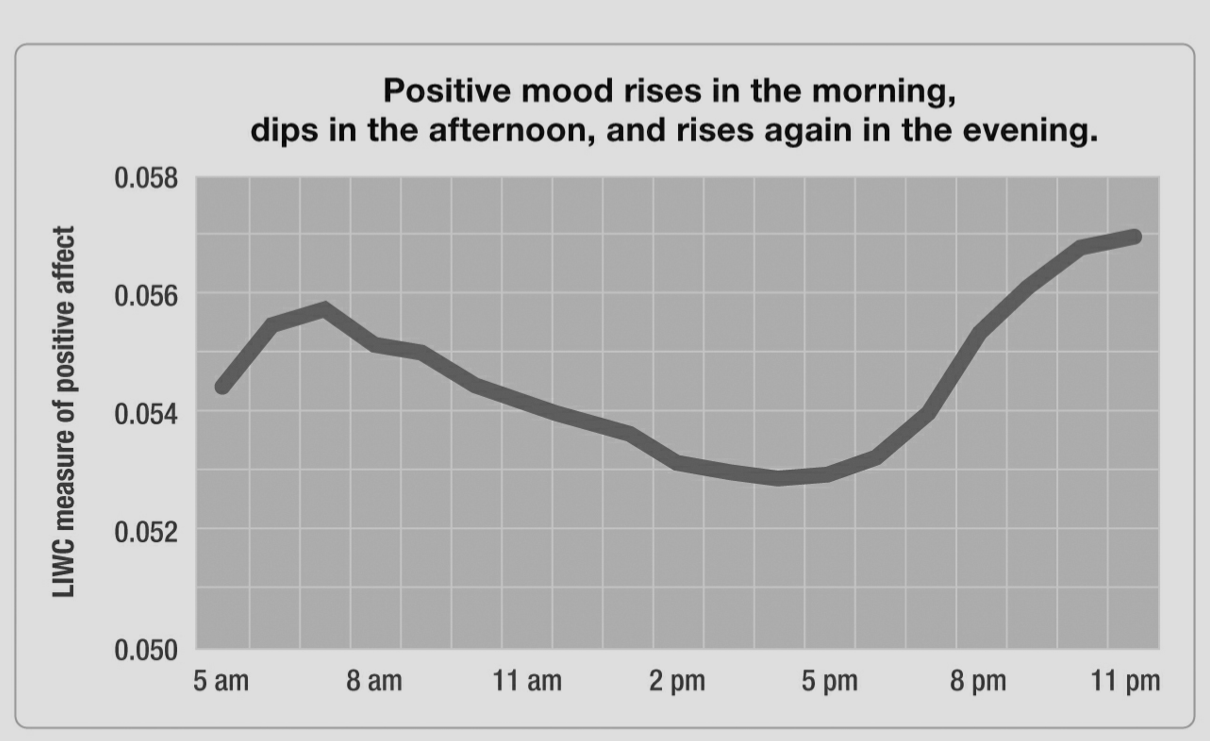 Positive mood rises in the morning,
dips in the afternoon, and rises again in the evening.
0.058
0.056
0.054
0.052
0.050
LIWC measure of positive affect
5 am 8 am 11 am 2 pm 5 pm 8 pm 11 pm